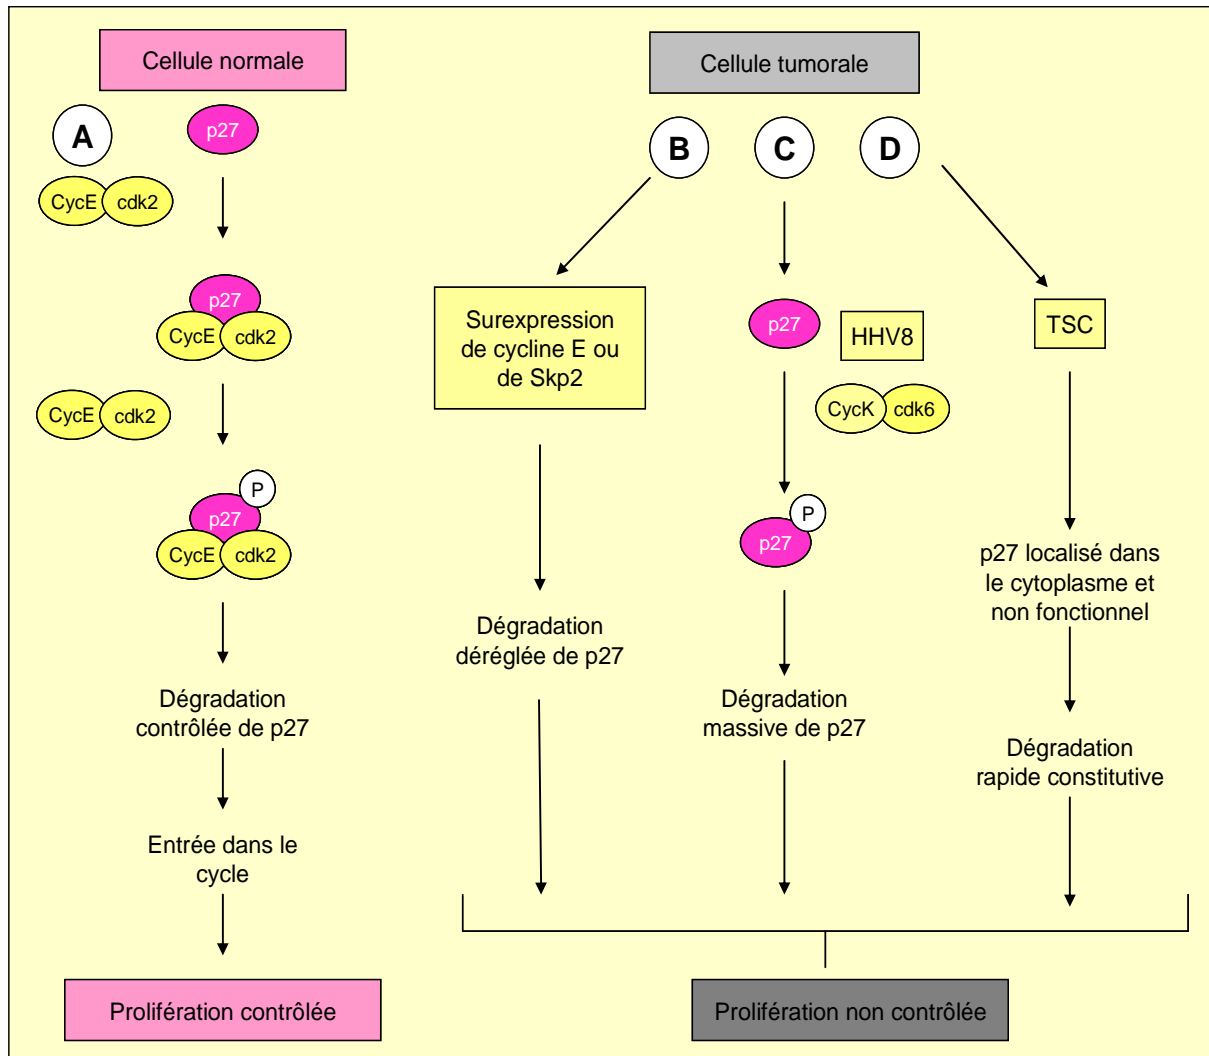 Cellule normale
A
p27
CycE
cdk2
p27
CycE
cdk2
CycE
cdk2
P
p27
CycE
cdk2
Dégradation
contrôlée de p27
Entrée dans le
cycle
Prolifération contrôlée
Cellule tumorale
B
C
D
Surexpression
de cycline E ou
de Skp2
Dégradation
déréglée de p27
p27
HHV8
CycK
cdk6
P
p27
Dégradation
massive de p27
TSC
p27 localisé dans
le cytoplasme et
non fonctionnel
Dégradation
rapide constitutive
Prolifération non contrôlée